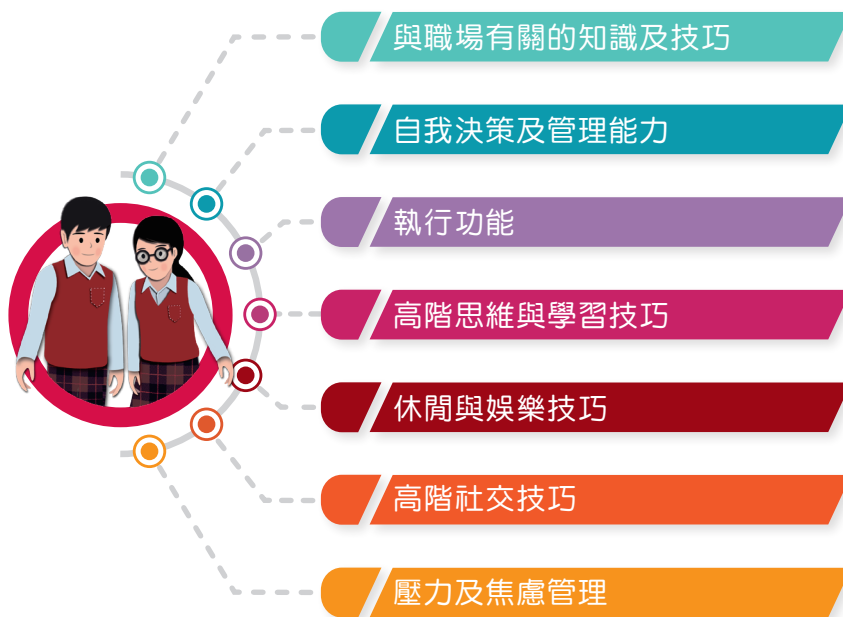 與職場有關的知識及技巧
自我決策及管理能力
執行功能
高階思維與學習技巧
休閒與娛樂技巧
高階社交技巧
壓力及焦慮管理